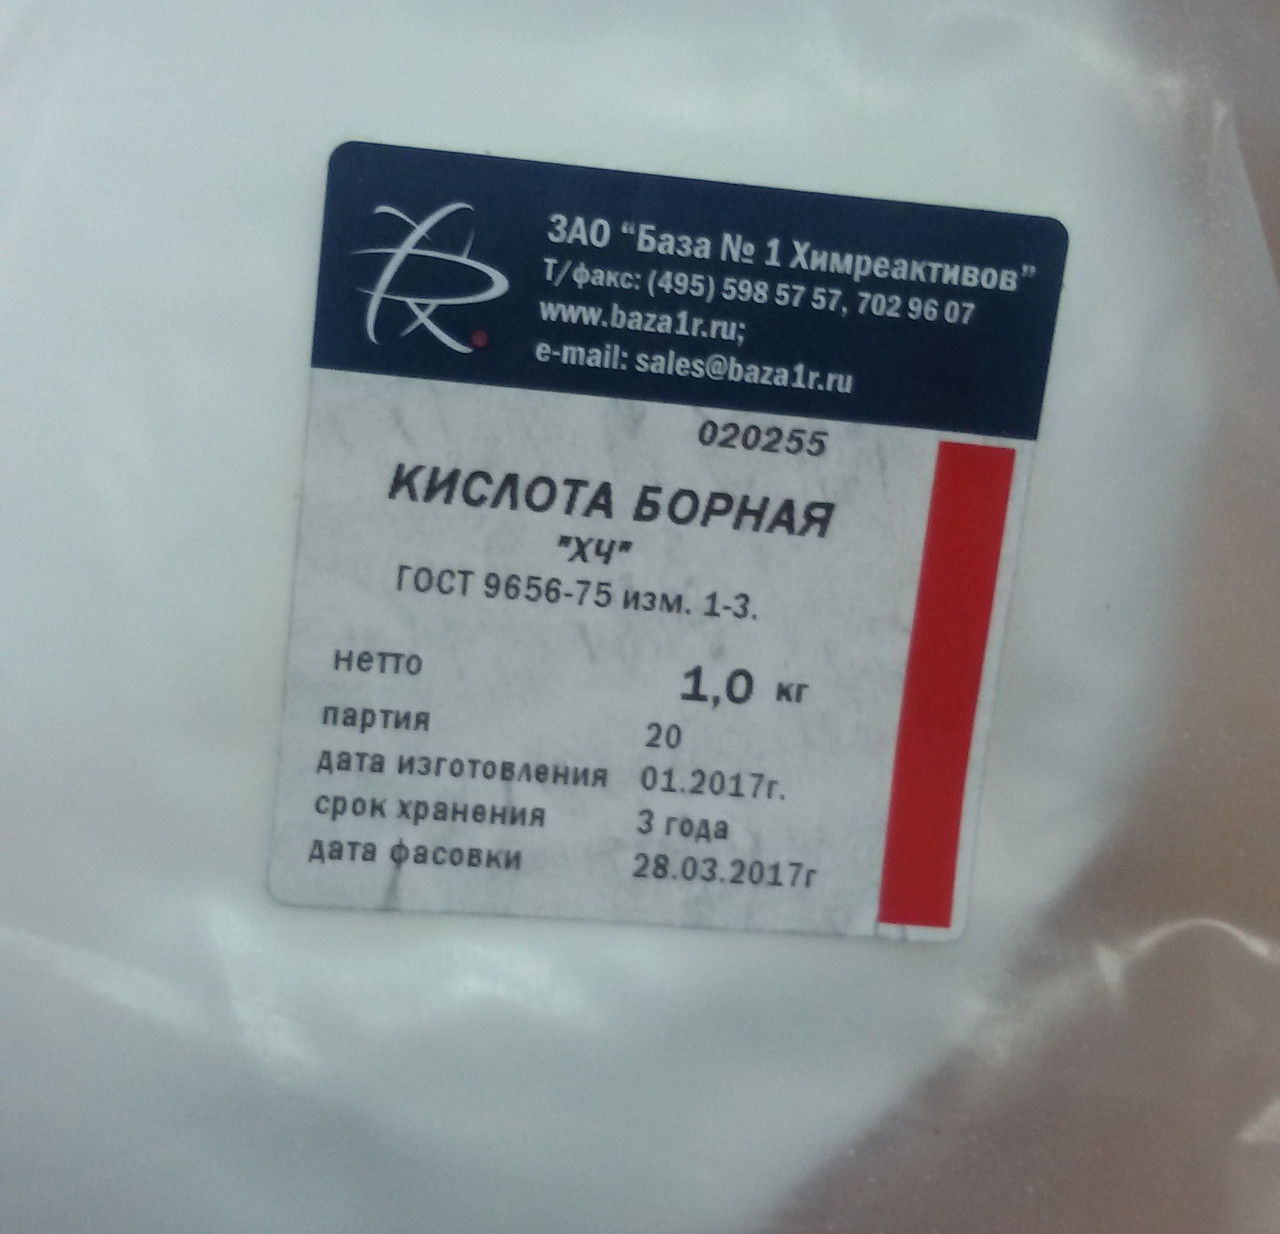 ЗАО “База № 1 Химреактивов”
Т/факс: (495) 598 57 57, 702 96 07
www.baza1r.ru;
e-mail: sales@baza1r.ru
020255
КИСЛОТА БОРНАЯ
"ХЧ"
ГОСТ 9656-75 изм. 1-3.
нетто 1,0 кг
партия 20
дата изготовления 01.2017г.
срок хранения 3 года
дата фасовки 28.03.2017г